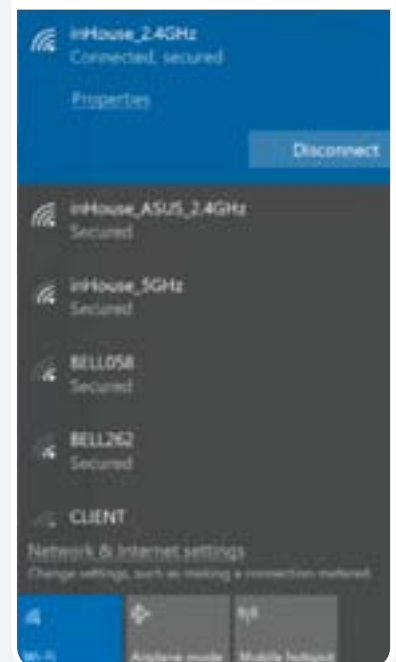 inHouse_2.4GHz
Connected, secured
Properties
Disconnect
inHouse_ASUS_2.4GHz
Secured
inHouse_5GHz
Secured
BELL058
Secured
BELL262
Secured
CLIENT
Network & Internet settings
Change settings, such as making a connection metered.
Wi-Fi
Airplane mode
Mobile hotspot